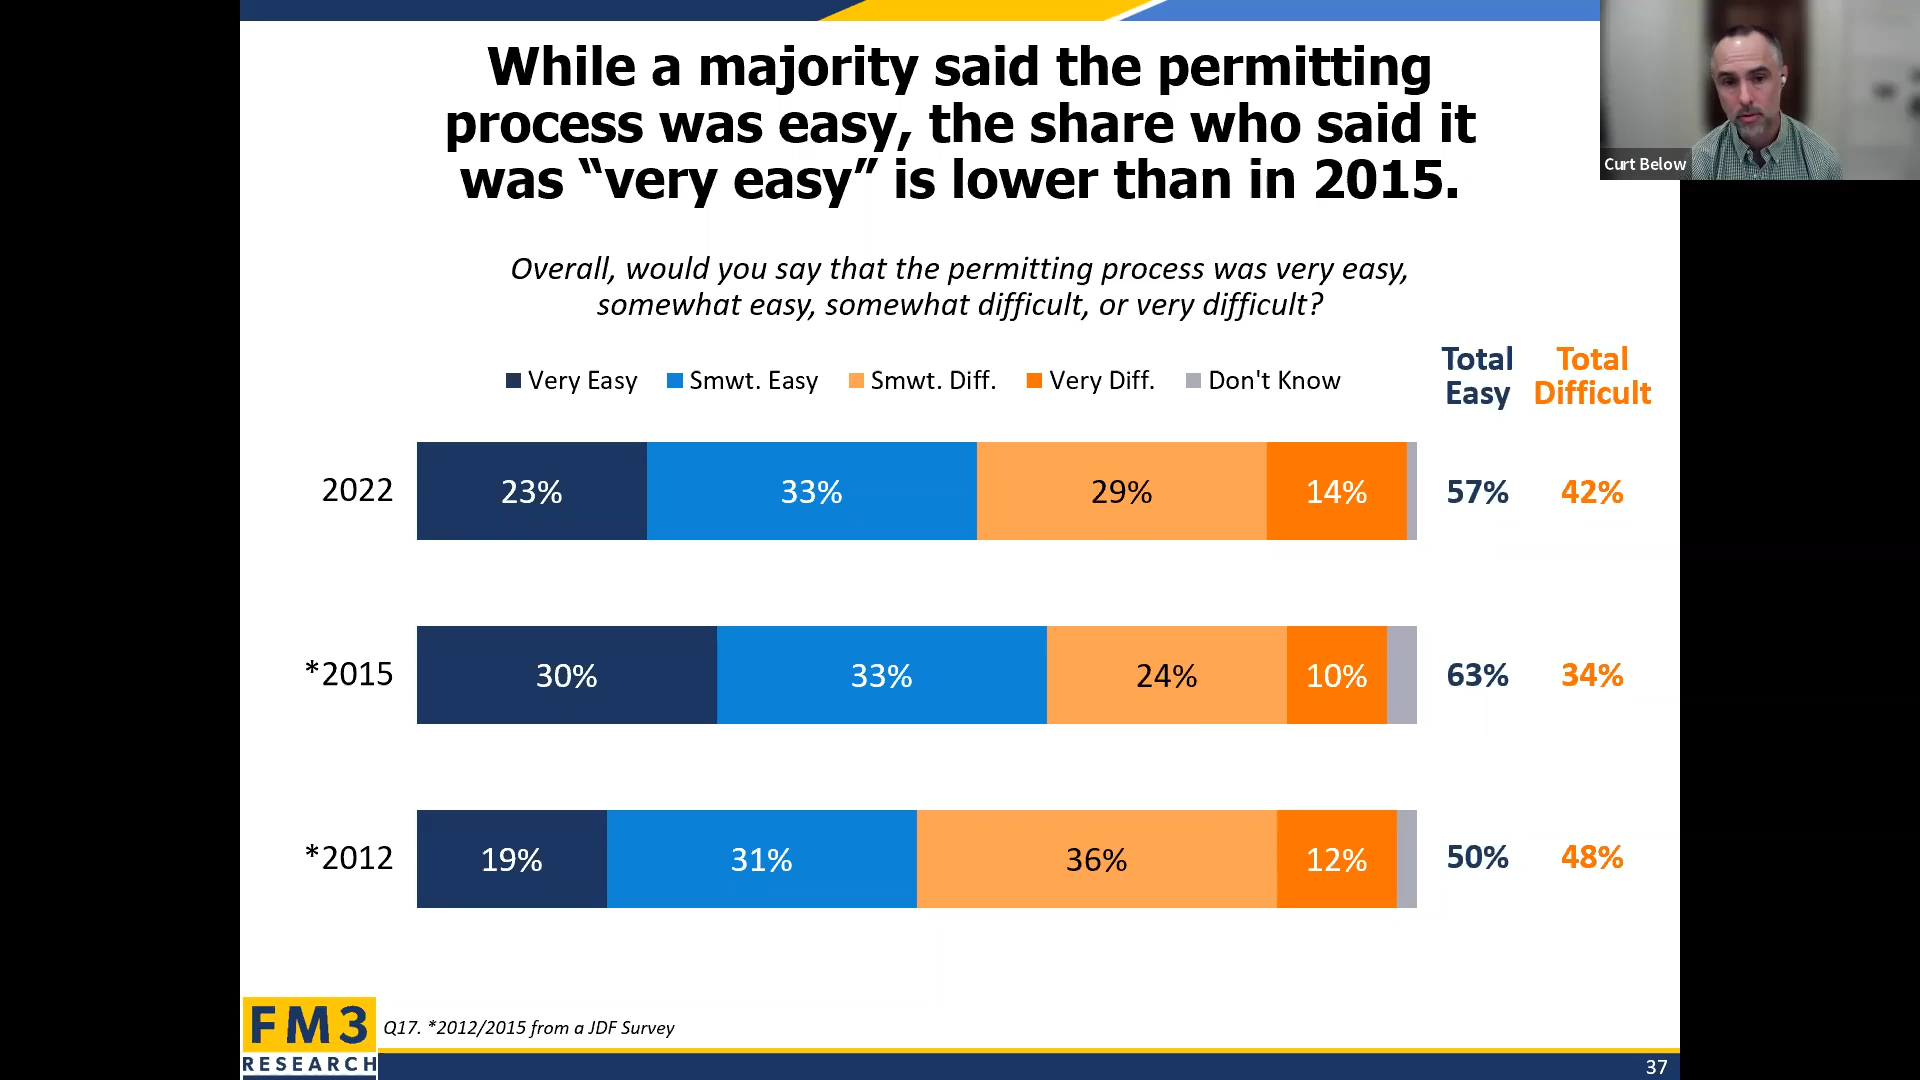 While a majority said the permitting
process was easy, the share who said it
was “very easy” is lower than in 2015.
Curt Below
Overall, would you say that the permitting process was very easy,
somewhat easy, somewhat difficult, or very difficult?
Very Easy Smwt. Easy Smwt. Diff. Very Diff. Don't Know
Total Easy
Total Difficult
2022 23% 33% 29% 14% 57% 42%
*2015 30% 33% 24% 10% 63% 34%
*2012 19% 31% 36% 12% 50% 48%
FM3
RESEARCH
Q17. *2012/2015 from a JDF Survey
37